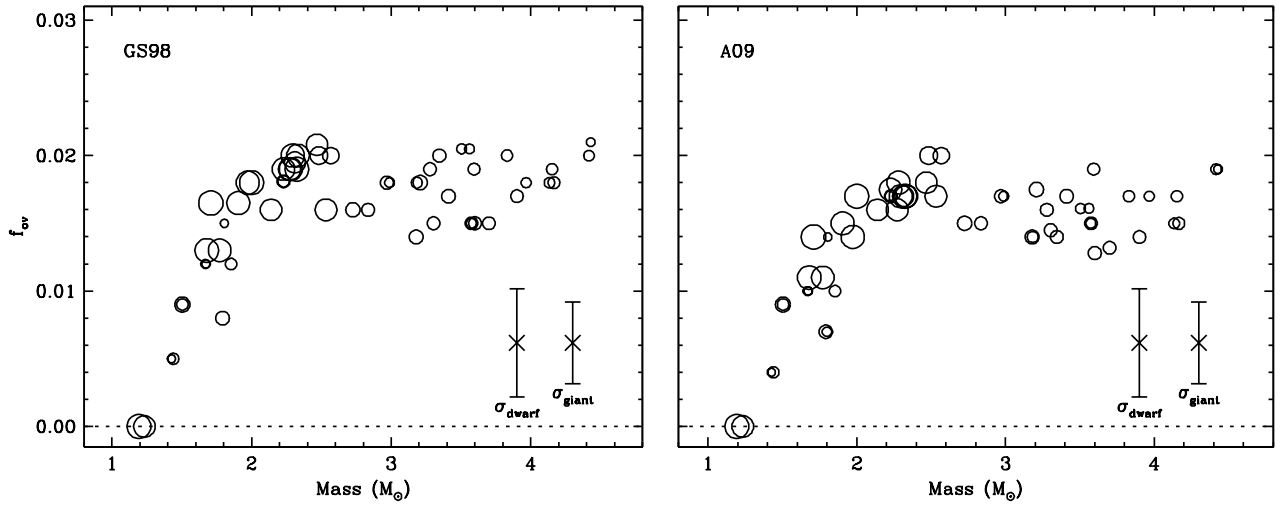 0.03
0.02
0.01
0.00
f_ov
GS98
σ_dwarf
σ_giant
1 2 3 4
Mass (M_⊙)
A09
σ_dwarf
σ_giant
1 2 3 4
Mass (M_⊙)